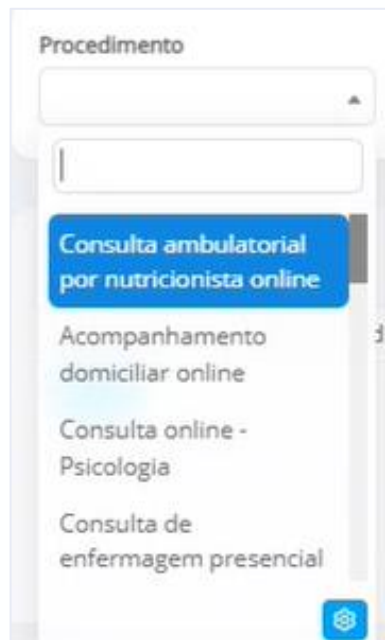 Procedimento
Consulta ambulatorial
por nutricionista online
Acompanhamento
domiciliar online
Consulta online -
Psicologia
Consulta de
enfermagem presencial